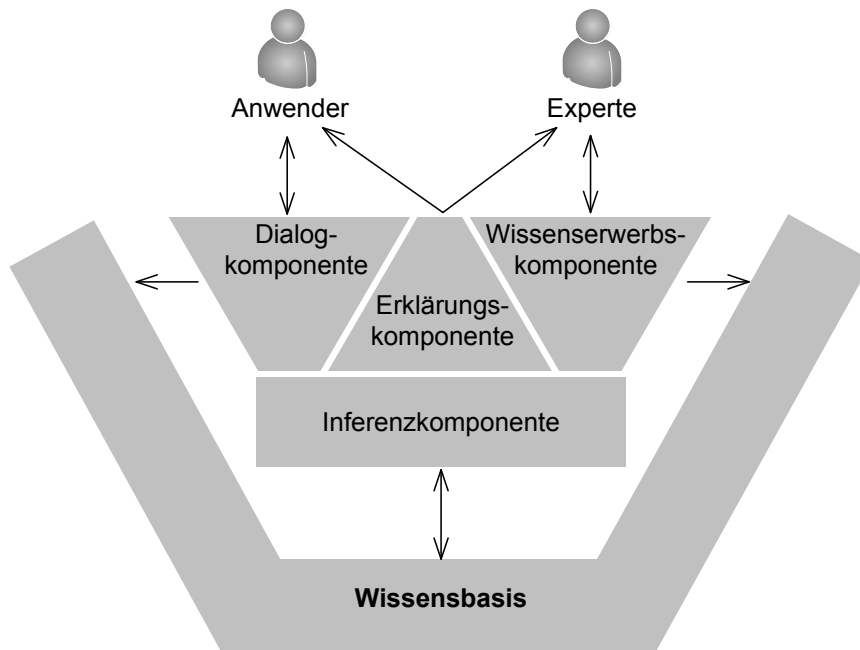 Anwender
Experte
Dialog-
komponente
Wissenserwerbs-
komponente
Erklärungs-
komponente
Inferenzkomponente
Wissensbasis